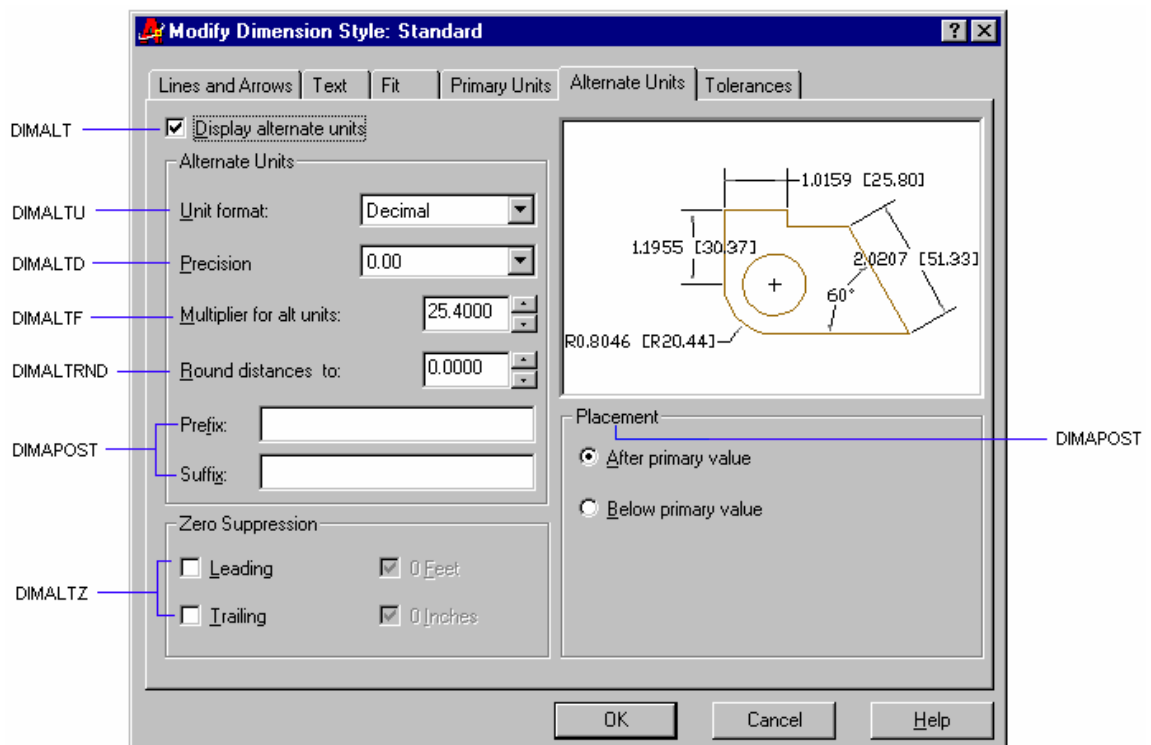 Modify Dimension Style: Standard
Lines and Arrows Text Fit Primary Units Alternate Units Tolerances
DIMALT
Display alternate units
Alternate Units
DIMALTU
Unit format: Decimal
DIMALTD
Precision 0.00
DIMALTF
Multiplier for alt units: 25.4000
DIMALTRND
Round distances to: 0.0000
DIMAPOST
Prefix:
Suffix:
Zero Suppression
DIMALTZ
Leading 0 Feet
Trailing 0 Inches
1.0159 [25.80]
1.1955 [30.37]
2.0207 [51.33]
60°
R0.8046 [R20.44]
Placement
DIMAPOST
After primary value
Below primary value
OK Cancel Help